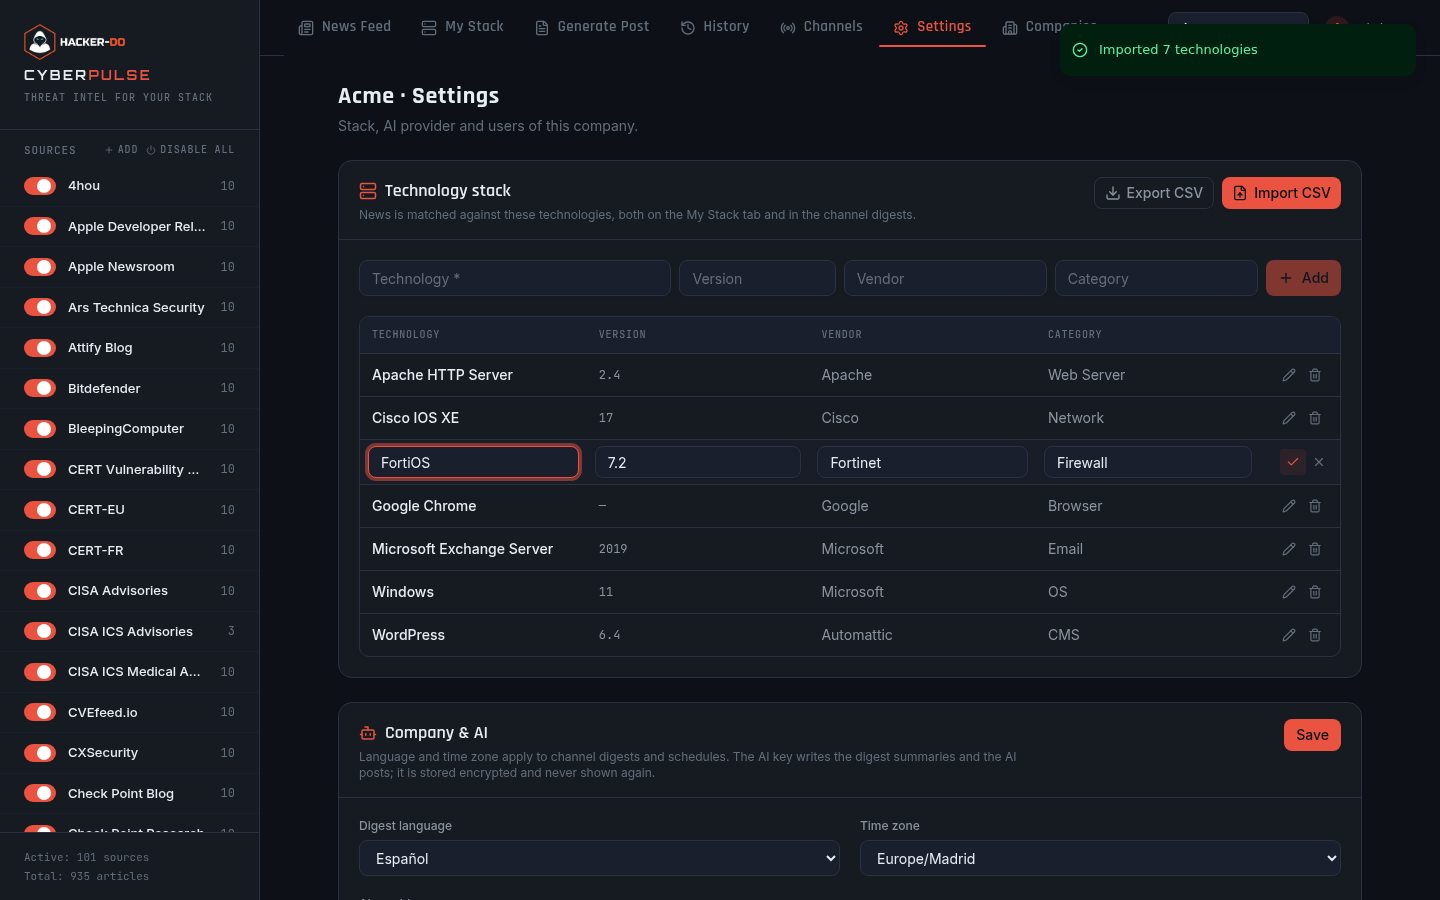 HACKER-DO
CYBERPULSE
THREAT INTEL FOR YOUR STACK
SOURCES + ADD DISABLE ALL
4hou 10
Apple Developer Rel... 10
Apple Newsroom 10
Ars Technica Security 10
Attify Blog 10
Bitdefender 10
BleepingComputer 10
CERT Vulnerability ... 10
CERT-EU 10
CERT-FR 10
CISA Advisories 10
CISA ICS Advisories 3
CISA ICS Medical A... 10
CVEfeed.io 10
CXSecurity 10
Check Point Blog 10
Check Point Research 10
Active: 101 sources
Total: 935 articles
News Feed My Stack Generate Post History Channels Settings Companies
Imported 7 technologies
Acme · Settings
Stack, AI provider and users of this company.
Technology stack
News is matched against these technologies, both on the My Stack tab and in the channel digests.
Export CSV Import CSV
Technology * Version Vendor Category + Add
TECHNOLOGY VERSION VENDOR CATEGORY
Apache HTTP Server 2.4 Apache Web Server
Cisco IOS XE 17 Cisco Network
FortiOS 7.2 Fortinet Firewall
Google Chrome — Google Browser
Microsoft Exchange Server 2019 Microsoft Email
Windows 11 Microsoft OS
WordPress 6.4 Automattic CMS
Company & AI
Language and time zone apply to channel digests and schedules. The AI key writes the digest summaries and the AI
posts; it is stored encrypted and never shown again.
Save
Digest language Time zone
Español Europe/Madrid